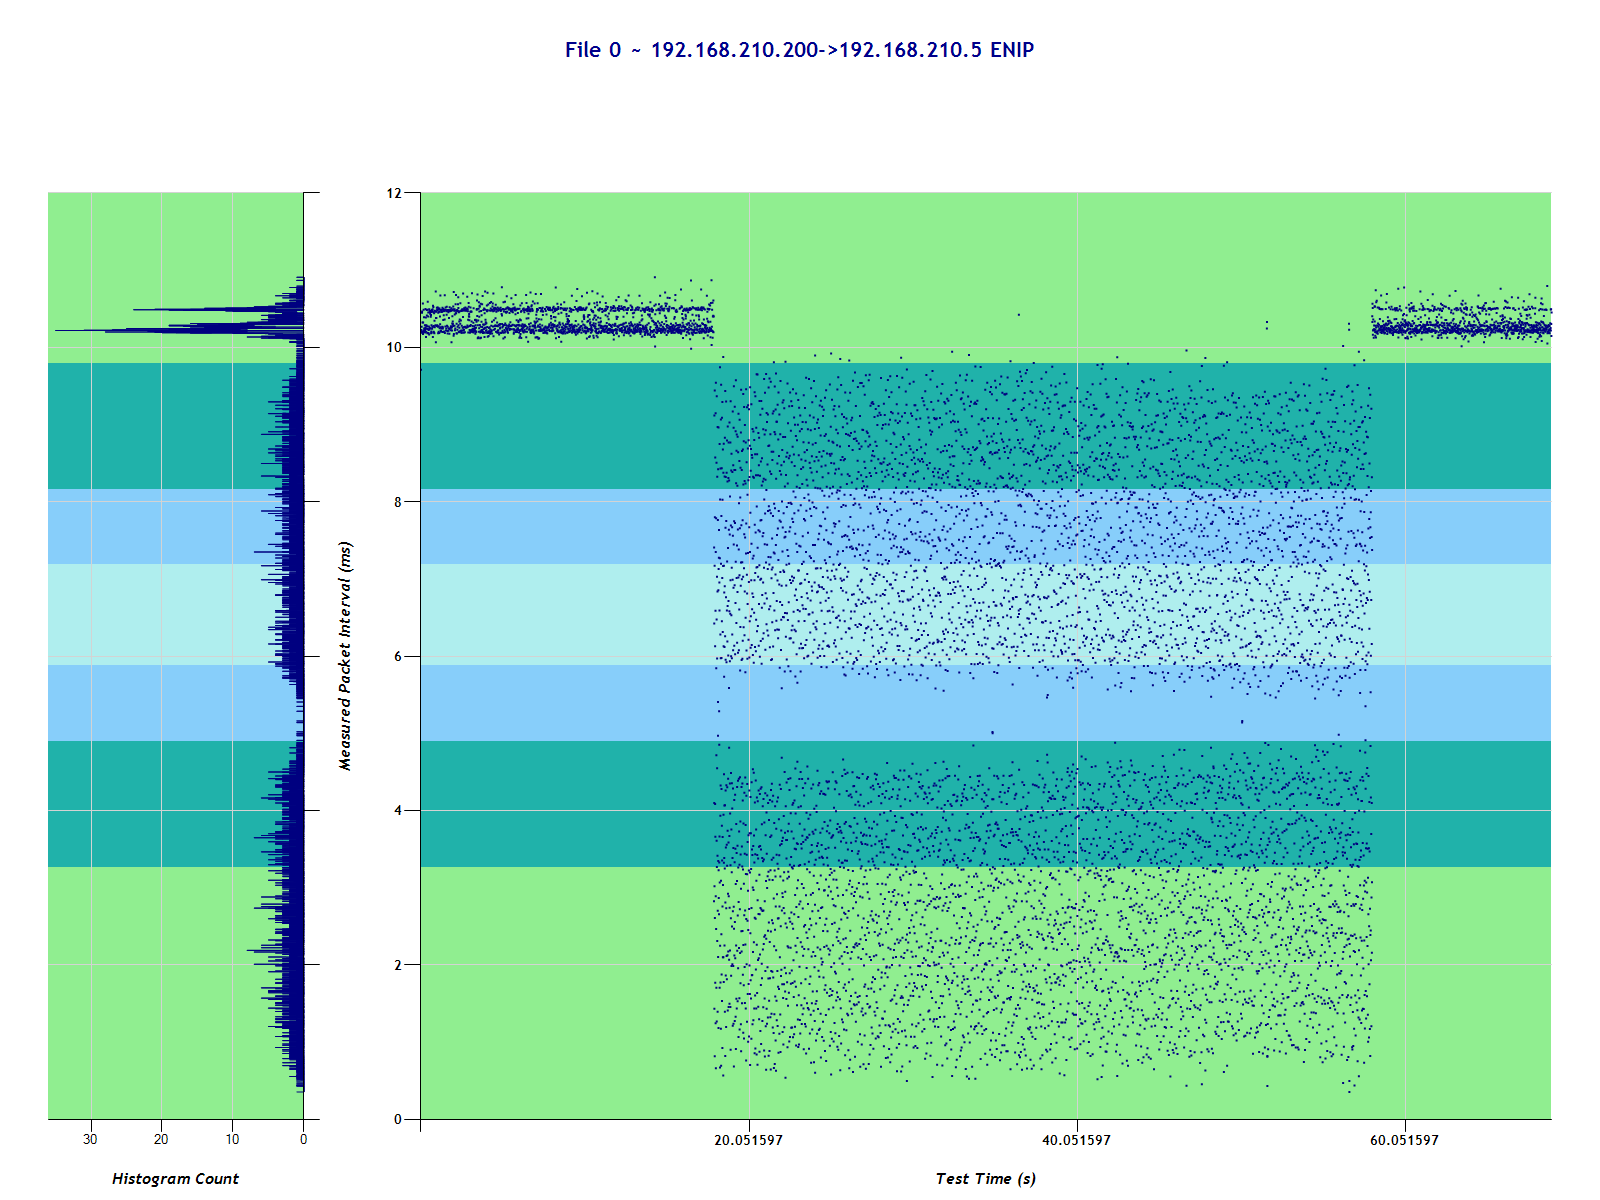 File 0 ~ 192.168.210.200->192.168.210.5 ENIP
12
10
8
6
4
2
0
Measured Packet Interval (ms)
30 20 10 0
20.051597 40.051597 60.051597
Histogram Count
Test Time (s)